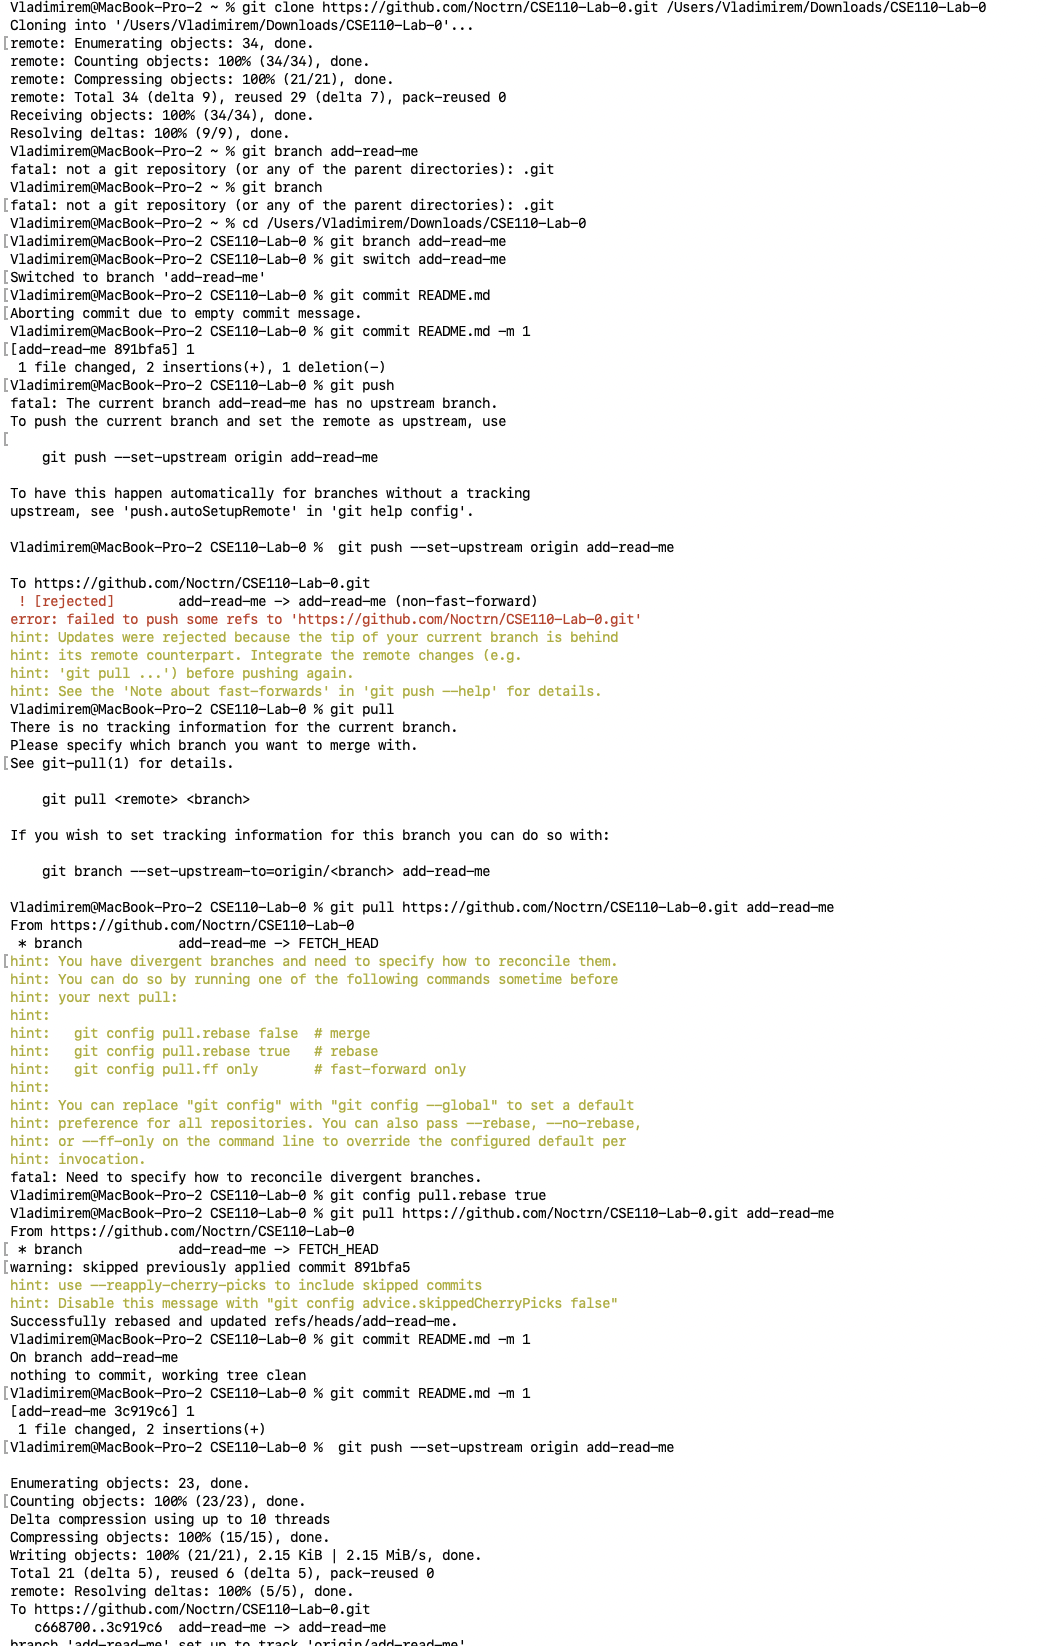 Vladimirem@MacBook-Pro-2 ~ % git clone https://github.com/Noctrn/CSE110-Lab-0.git /Users/Vladimirem/Downloads/CSE110-Lab-0
Cloning into '/Users/Vladimirem/Downloads/CSE110-Lab-0'...
[remote: Enumerating objects: 34, done.
remote: Counting objects: 100% (34/34), done.
remote: Compressing objects: 100% (21/21), done.
remote: Total 34 (delta 9), reused 29 (delta 7), pack-reused 0
Receiving objects: 100% (34/34), done.
Resolving deltas: 100% (9/9), done.
Vladimirem@MacBook-Pro-2 ~ % git branch add-read-me
fatal: not a git repository (or any of the parent directories): .git
Vladimirem@MacBook-Pro-2 ~ % git branch
[fatal: not a git repository (or any of the parent directories): .git
Vladimirem@MacBook-Pro-2 ~ % cd /Users/Vladimirem/Downloads/CSE110-Lab-0
[Vladimirem@MacBook-Pro-2 CSE110-Lab-0 % git branch add-read-me
Vladimirem@MacBook-Pro-2 CSE110-Lab-0 % git switch add-read-me
[Switched to branch 'add-read-me'
[Vladimirem@MacBook-Pro-2 CSE110-Lab-0 % git commit README.md
[Aborting commit due to empty commit message.
Vladimirem@MacBook-Pro-2 CSE110-Lab-0 % git commit README.md -m 1
[[add-read-me 891bfa5] 1
1 file changed, 2 insertions(+), 1 deletion(-)
[Vladimirem@MacBook-Pro-2 CSE110-Lab-0 % git push
fatal: The current branch add-read-me has no upstream branch.
To push the current branch and set the remote as upstream, use
[
git push --set-upstream origin add-read-me
To have this happen automatically for branches without a tracking
upstream, see 'push.autoSetupRemote' in 'git help config'.
Vladimirem@MacBook-Pro-2 CSE110-Lab-0 %  git push --set-upstream origin add-read-me
To https://github.com/Noctrn/CSE110-Lab-0.git
! [rejected]        add-read-me -> add-read-me (non-fast-forward)
error: failed to push some refs to 'https://github.com/Noctrn/CSE110-Lab-0.git'
hint: Updates were rejected because the tip of your current branch is behind
hint: its remote counterpart. Integrate the remote changes (e.g.
hint: 'git pull ...') before pushing again.
hint: See the 'Note about fast-forwards' in 'git push --help' for details.
Vladimirem@MacBook-Pro-2 CSE110-Lab-0 % git pull
There is no tracking information for the current branch.
Please specify which branch you want to merge with.
[See git-pull(1) for details.
git pull <remote> <branch>
If you wish to set tracking information for this branch you can do so with:
git branch --set-upstream-to=origin/<branch> add-read-me
Vladimirem@MacBook-Pro-2 CSE110-Lab-0 % git pull https://github.com/Noctrn/CSE110-Lab-0.git add-read-me
From https://github.com/Noctrn/CSE110-Lab-0
* branch            add-read-me -> FETCH_HEAD
[hint: You have divergent branches and need to specify how to reconcile them.
hint: You can do so by running one of the following commands sometime before
hint: your next pull:
hint:
hint:   git config pull.rebase false  # merge
hint:   git config pull.rebase true   # rebase
hint:   git config pull.ff only       # fast-forward only
hint:
hint: You can replace "git config" with "git config --global" to set a default
hint: preference for all repositories. You can also pass --rebase, --no-rebase,
hint: or --ff-only on the command line to override the configured default per
hint: invocation.
fatal: Need to specify how to reconcile divergent branches.
Vladimirem@MacBook-Pro-2 CSE110-Lab-0 % git config pull.rebase true
Vladimirem@MacBook-Pro-2 CSE110-Lab-0 % git pull https://github.com/Noctrn/CSE110-Lab-0.git add-read-me
From https://github.com/Noctrn/CSE110-Lab-0
[ * branch            add-read-me -> FETCH_HEAD
[warning: skipped previously applied commit 891bfa5
hint: use --reapply-cherry-picks to include skipped commits
hint: Disable this message with "git config advice.skippedCherryPicks false"
Successfully rebased and updated refs/heads/add-read-me.
Vladimirem@MacBook-Pro-2 CSE110-Lab-0 % git commit README.md -m 1
On branch add-read-me
nothing to commit, working tree clean
[Vladimirem@MacBook-Pro-2 CSE110-Lab-0 % git commit README.md -m 1
[add-read-me 3c919c6] 1
1 file changed, 2 insertions(+)
[Vladimirem@MacBook-Pro-2 CSE110-Lab-0 %  git push --set-upstream origin add-read-me
Enumerating objects: 23, done.
[Counting objects: 100% (23/23), done.
Delta compression using up to 10 threads
Compressing objects: 100% (15/15), done.
Writing objects: 100% (21/21), 2.15 KiB | 2.15 MiB/s, done.
Total 21 (delta 5), reused 6 (delta 5), pack-reused 0
remote: Resolving deltas: 100% (5/5), done.
To https://github.com/Noctrn/CSE110-Lab-0.git
c668700..3c919c6  add-read-me -> add-read-me
branch 'add-read-me' set up to track 'origin/add-read-me'